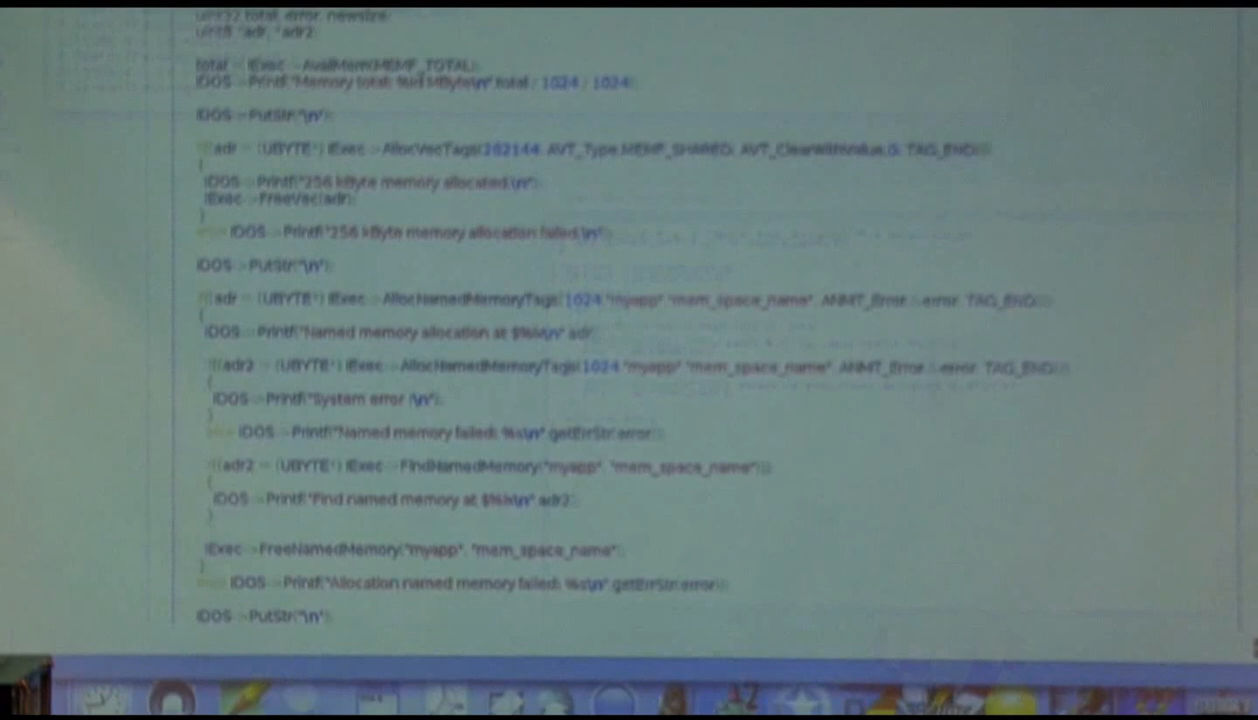 uint32 total, error, newsize;
uint8 *adr, *adr2;
total = IExec->AvailMem(MEMF_TOTAL);
IDOS->Printf("Memory total: %ld MByte\n", total / 1024 / 1024);
IDOS->PutStr("\n");
if((adr = (UBYTE*) IExec->AllocVecTags(262144, AVT_Type,MEMF_SHARED, AVT_ClearWithValue,0, TAG_END)))
{
IDOS->Printf("256 kByte memory allocated.\n");
IExec->FreeVec(adr);
}
else IDOS->Printf("256 kByte memory allocation failed.\n");
IDOS->PutStr("\n");
if((adr = (UBYTE*) IExec->AllocNamedMemoryTags(1024,"myapp", "mem_space_name", ANMT_Error,&error, TAG_END)))
{
IDOS->Printf("Named memory allocation at $%lx\n", adr);
if((adr2 = (UBYTE*) IExec->AllocNamedMemoryTags(1024,"myapp", "mem_space_name", ANMT_Error,&error, TAG_END)))
{
IDOS->Printf("System error !\n");
}
else IDOS->Printf("Named memory failed: %s\n",getErrStr(error));
if((adr2 = (UBYTE*) IExec->FindNamedMemory("myapp", "mem_space_name")))
{
IDOS->Printf("Find named memory at $%lx\n", adr2);
}
IExec->FreeNamedMemory("myapp", "mem_space_name");
}
else IDOS->Printf("Allocation named memory failed: %s\n",getErrStr(error));
IDOS->PutStr("\n");